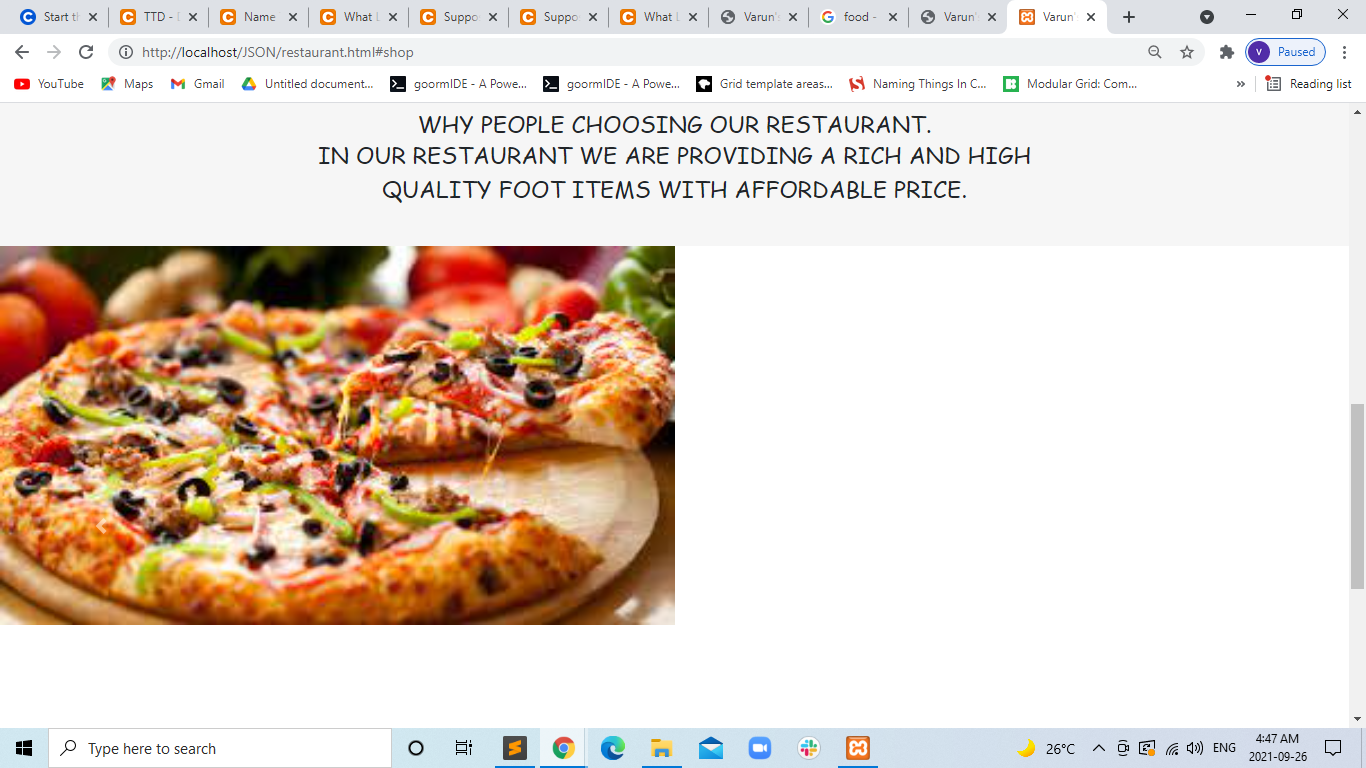 Start th
TTD - D
Name
What L
Suppo
Suppo
What L
Varun's
food -
Varun'
Varun'
http://localhost/JSON/restaurant.html#shop
V
Paused
YouTube
Maps
Gmail
Untitled document...
goormIDE - A Powe...
goormIDE - A Powe...
Grid template areas...
Naming Things In C...
Modular Grid: Com...
»
Reading list
WHY PEOPLE CHOOSING OUR RESTAURANT.
IN OUR RESTAURANT WE ARE PROVIDING A RICH AND HIGH
QUALITY FOOT ITEMS WITH AFFORDABLE PRICE.
Type here to search
26°C
ENG
4:47 AM
2021-09-26